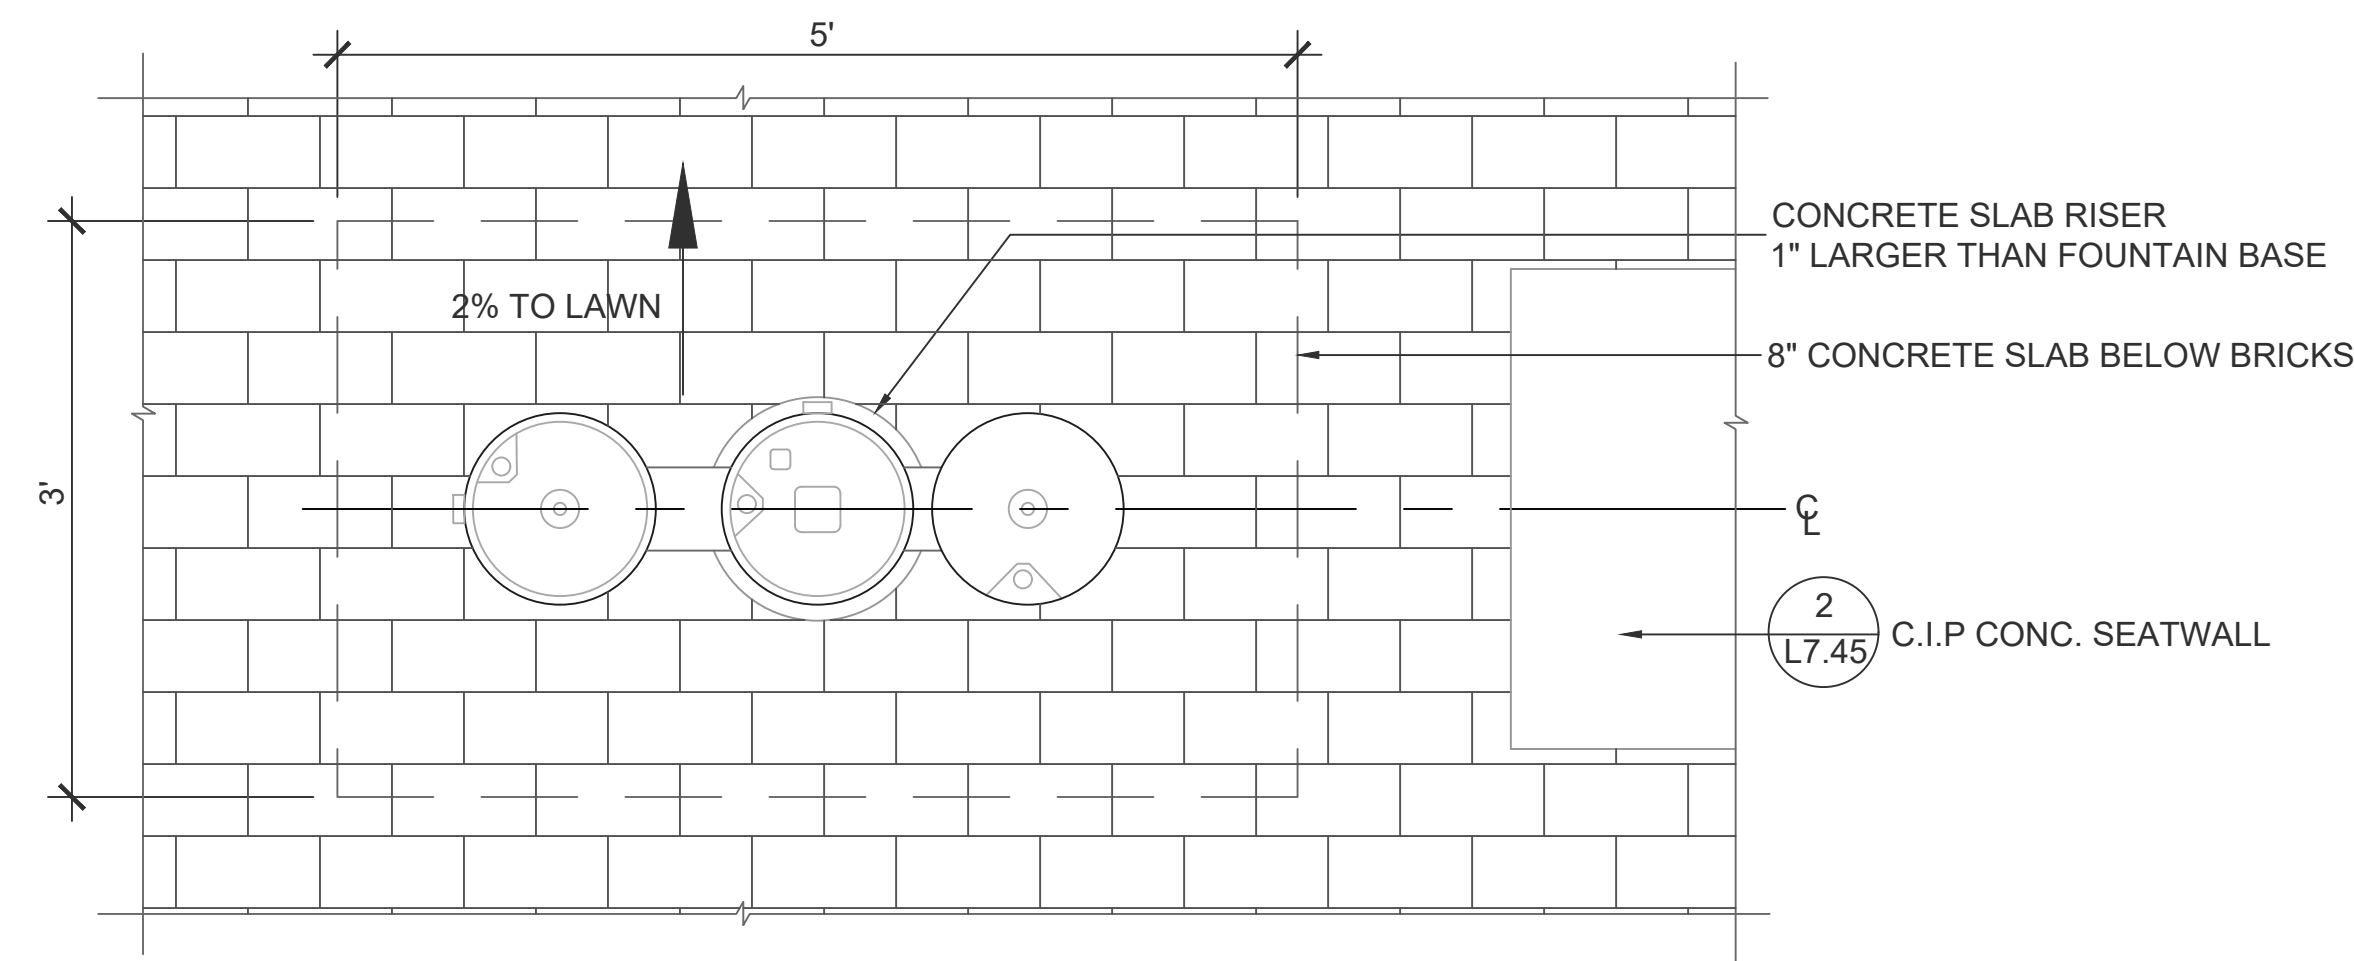 5'
CONCRETE SLAB RISER
1" LARGER THAN FOUNTAIN BASE
2% TO LAWN
8" CONCRETE SLAB BELOW BRICKS
3'
CL
2
L7.45
C.I.P CONC. SEATWALL